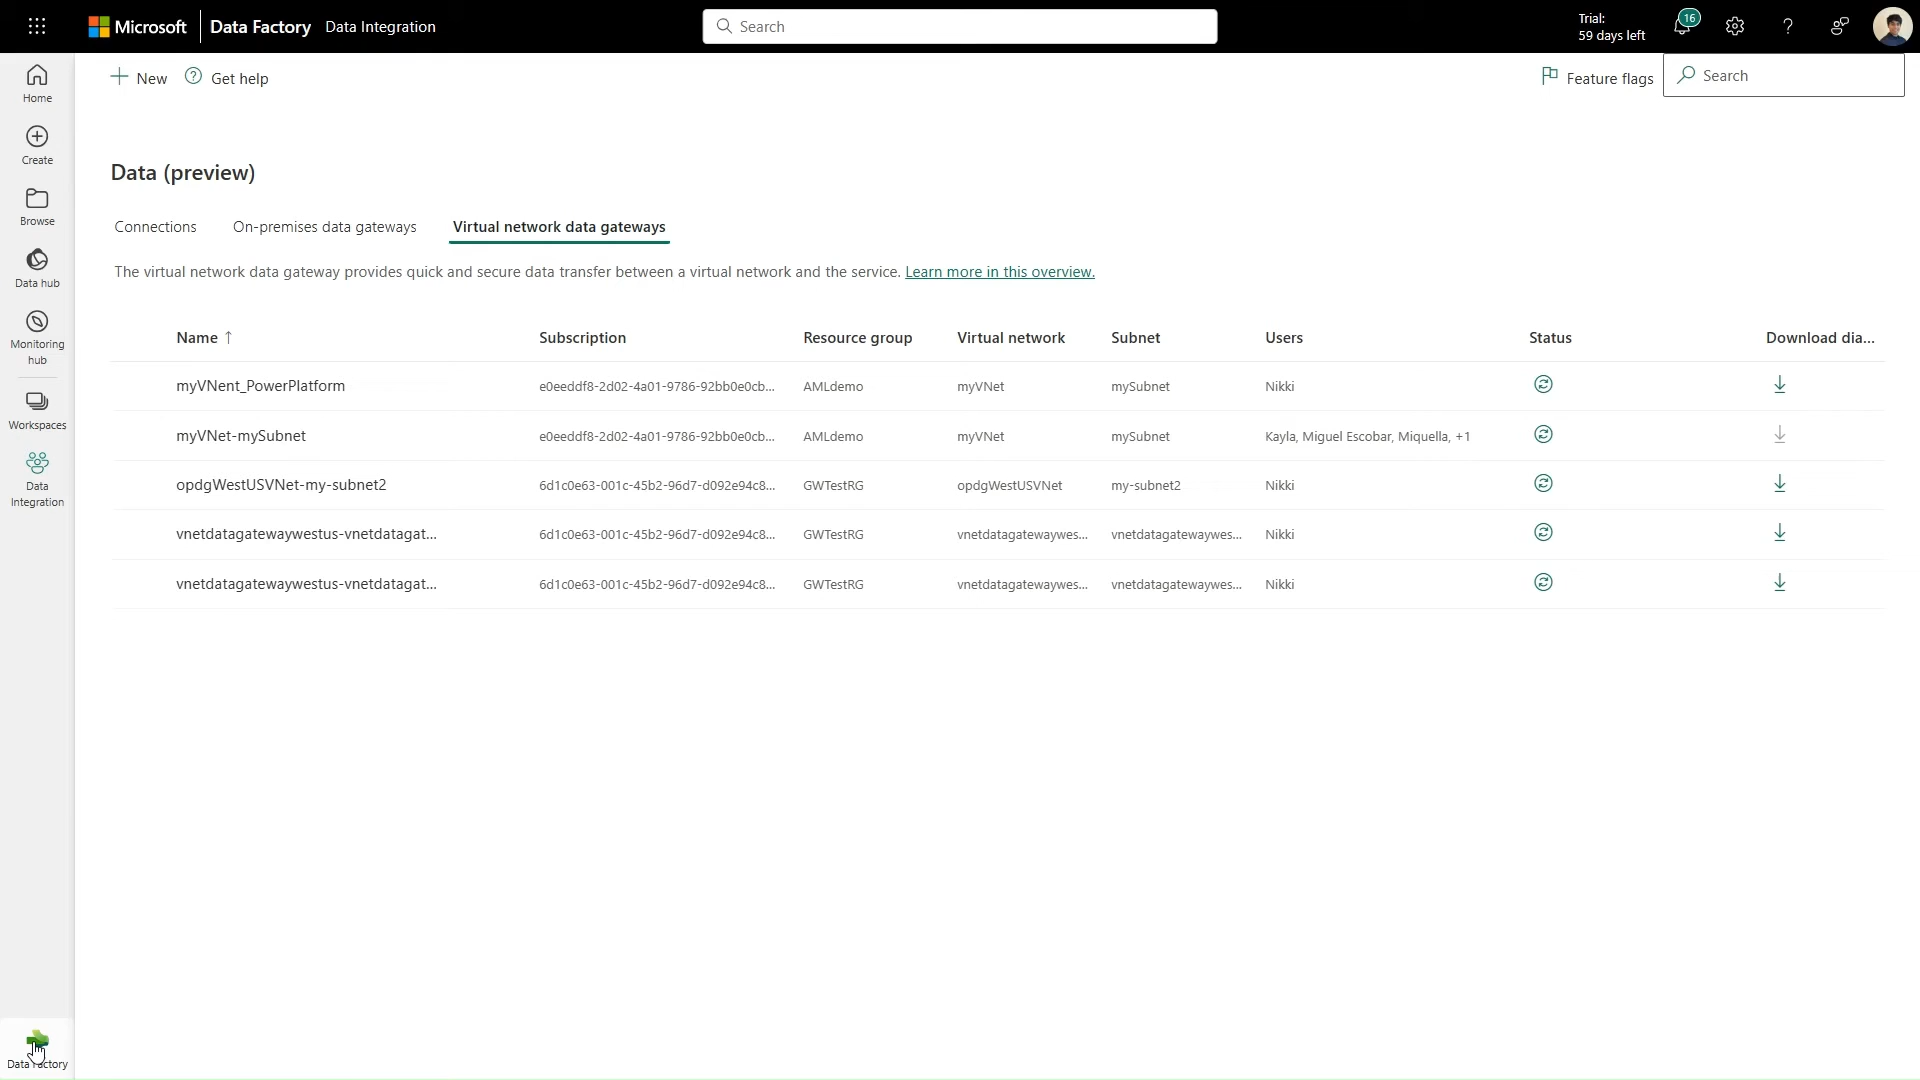 Microsoft Data Factory Data Integration
Search
Trial:
59 days left
16
Home
Create
Browse
Data hub
Monitoring
hub
Workspaces
Data
Integration
Data Factory
New Get help
Feature flags
Search
Data (preview)
Connections On-premises data gateways Virtual network data gateways
The virtual network data gateway provides quick and secure data transfer between a virtual network and the service. Learn more in this overview.
Name ↑ Subscription Resource group Virtual network Subnet Users Status Download dia...
myVNent_PowerPlatform e0eeddf8-2d02-4a01-9786-92bb0e0cb... AMLdemo myVNet mySubnet Nikki
myVNet-mySubnet e0eeddf8-2d02-4a01-9786-92bb0e0cb... AMLdemo myVNet mySubnet Kayla, Miguel Escobar, Miquella, +1
opdgWestUSVNet-my-subnet2 6d1c0e63-001c-45b2-96d7-d092e94c8... GWTestRG opdgWestUSVNet my-subnet2 Nikki
vnetdatagatewaywestus-vnetdatagat... 6d1c0e63-001c-45b2-96d7-d092e94c8... GWTestRG vnetdatagatewaywes... vnetdatagatewaywes... Nikki
vnetdatagatewaywestus-vnetdatagat... 6d1c0e63-001c-45b2-96d7-d092e94c8... GWTestRG vnetdatagatewaywes... vnetdatagatewaywes... Nikki